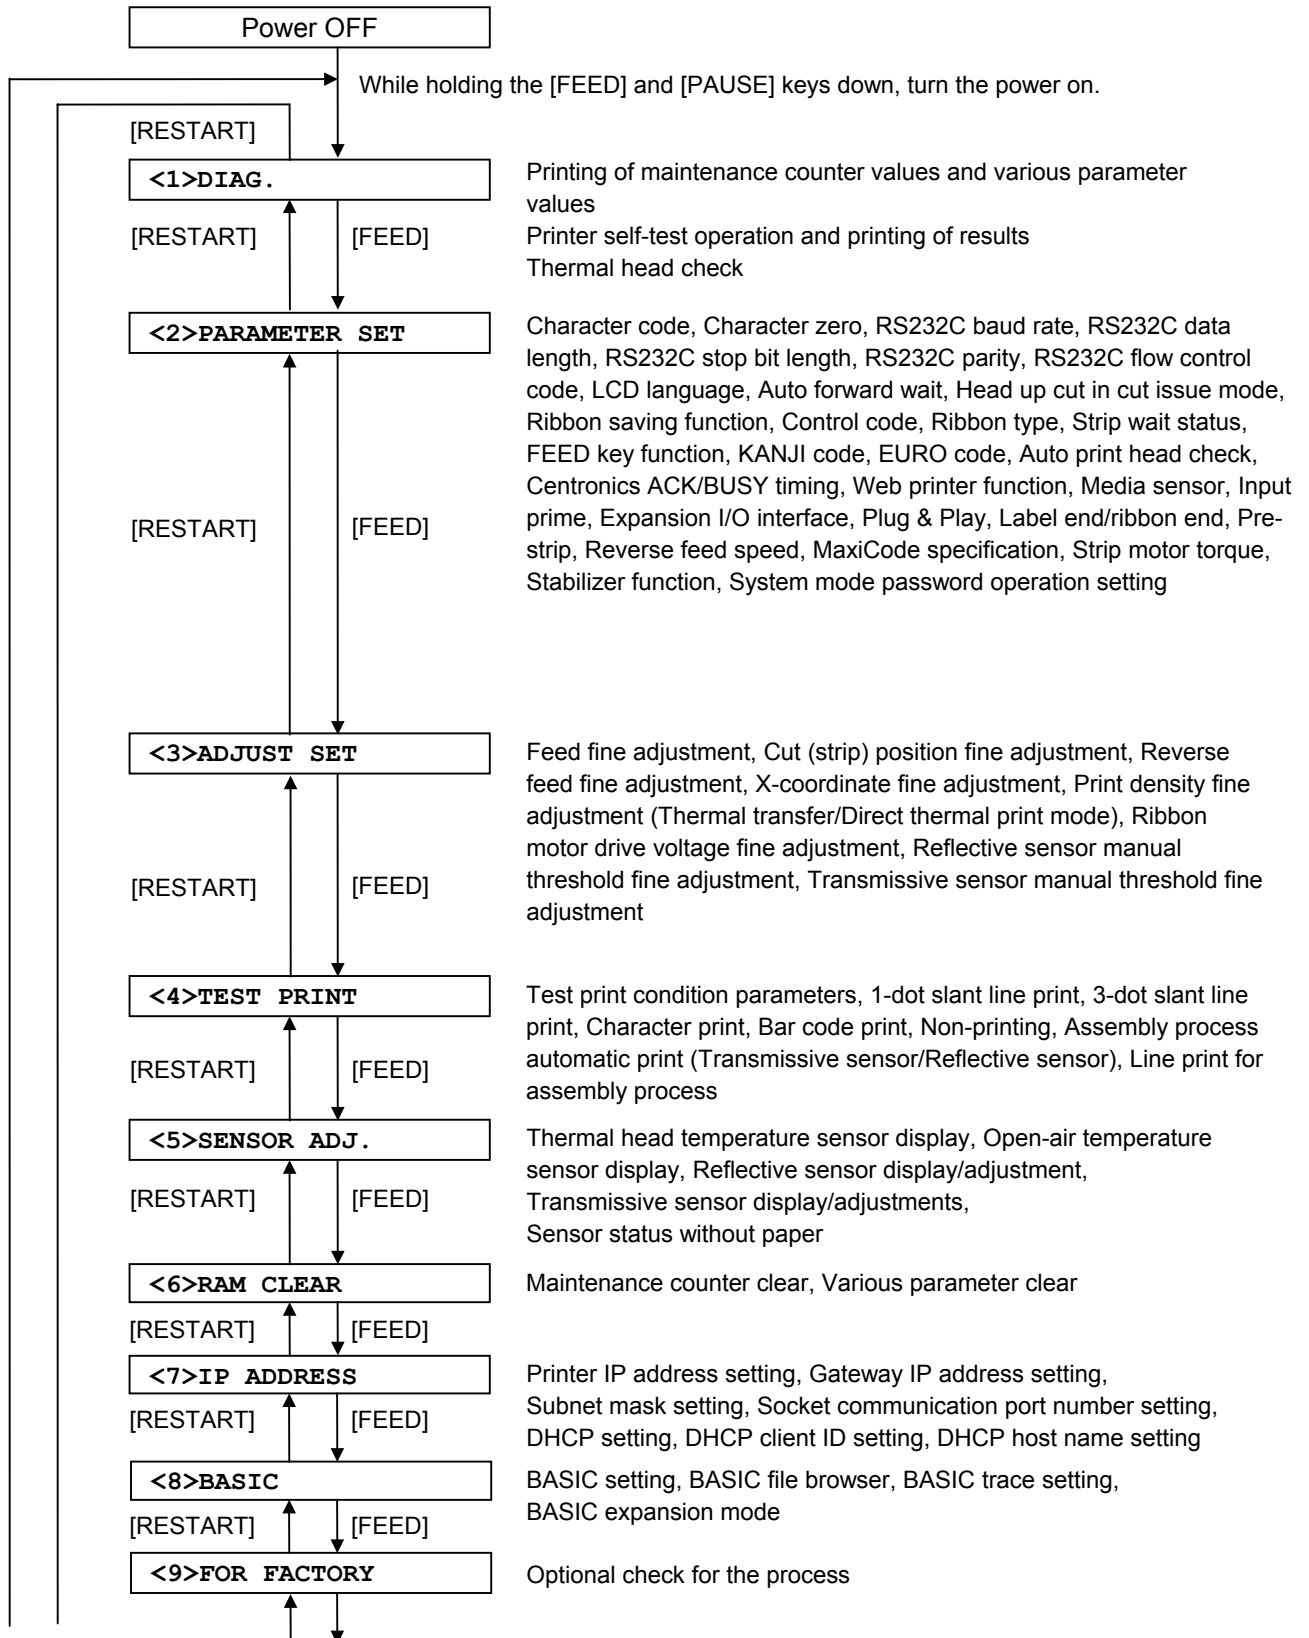 Power OFF
While holding the [FEED] and [PAUSE] keys down, turn the power on.
[RESTART]
<1>DIAG.
Printing of maintenance counter values and various parameter
values
Printer self-test operation and printing of results
Thermal head check
[RESTART] [FEED]
<2>PARAMETER SET
Character code, Character zero, RS232C baud rate, RS232C data
length, RS232C stop bit length, RS232C parity, RS232C flow control
code, LCD language, Auto forward wait, Head up cut in cut issue mode,
Ribbon saving function, Control code, Ribbon type, Strip wait status,
FEED key function, KANJI code, EURO code, Auto print head check,
Centronics ACK/BUSY timing, Web printer function, Media sensor, Input
prime, Expansion I/O interface, Plug & Play, Label end/ribbon end, Pre-
strip, Reverse feed speed, MaxiCode specification, Strip motor torque,
Stabilizer function, System mode password operation setting
[RESTART] [FEED]
<3>ADJUST SET
Feed fine adjustment, Cut (strip) position fine adjustment, Reverse
feed fine adjustment, X-coordinate fine adjustment, Print density fine
adjustment (Thermal transfer/Direct thermal print mode), Ribbon
motor drive voltage fine adjustment, Reflective sensor manual
threshold fine adjustment, Transmissive sensor manual threshold fine
adjustment
[RESTART] [FEED]
<4>TEST PRINT
Test print condition parameters, 1-dot slant line print, 3-dot slant line
print, Character print, Bar code print, Non-printing, Assembly process
automatic print (Transmissive sensor/Reflective sensor), Line print for
assembly process
[RESTART] [FEED]
<5>SENSOR ADJ.
Thermal head temperature sensor display, Open-air temperature
sensor display, Reflective sensor display/adjustment,
Transmissive sensor display/adjustments,
Sensor status without paper
[RESTART] [FEED]
<6>RAM CLEAR
Maintenance counter clear, Various parameter clear
[RESTART] [FEED]
<7>IP ADDRESS
Printer IP address setting, Gateway IP address setting,
Subnet mask setting, Socket communication port number setting,
DHCP setting, DHCP client ID setting, DHCP host name setting
[RESTART] [FEED]
<8>BASIC
BASIC setting, BASIC file browser, BASIC trace setting,
BASIC expansion mode
[RESTART] [FEED]
<9>FOR FACTORY
Optional check for the process